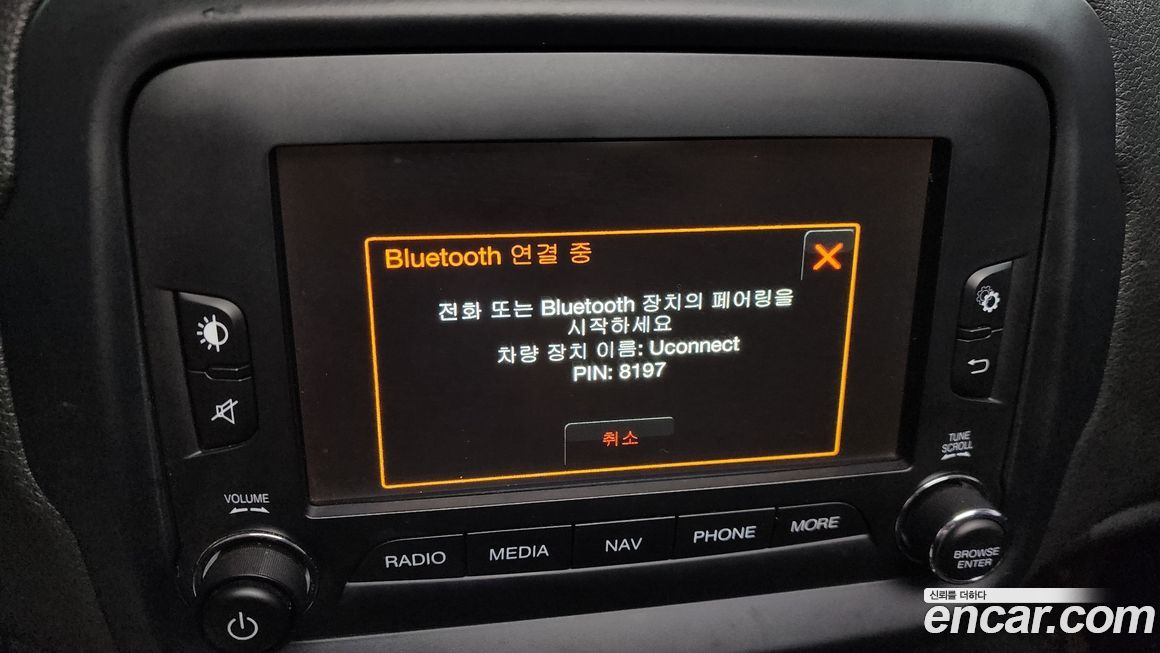 Bluetooth 연결 중
전화 또는 Bluetooth 장치의 페어링을
시작하세요
차량 장치 이름: Uconnect
PIN: 8197
취소
VOLUME
TUNE
SCROLL
RADIO
MEDIA
NAV
PHONE
MORE
BROWSE
ENTER
신뢰를 더하다
encar.com